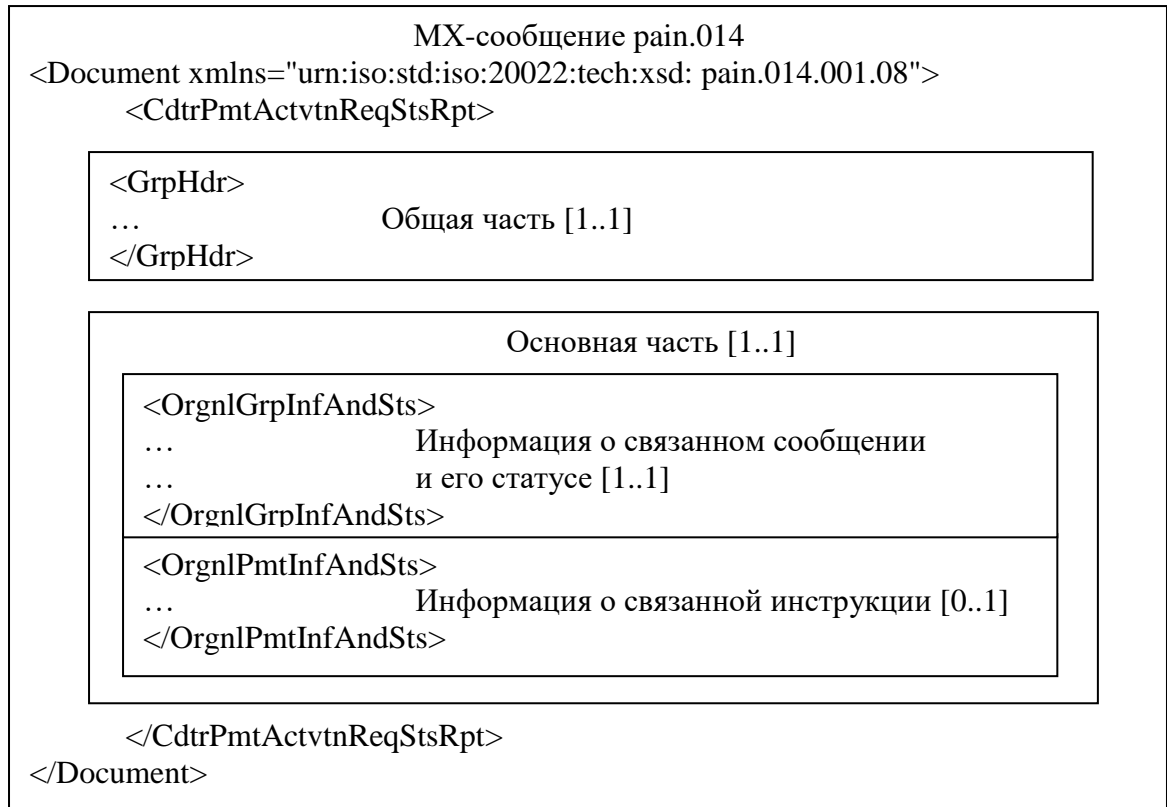 MX-сообщение pain.014
<Document xmlns="urn:iso:std:iso:20022:tech:xsd: pain.014.001.08">
<CdtrPmtActvtnReqStsRpt>
<GrpHdr>
… Общая часть [1..1]
</GrpHdr>
Основная часть [1..1]
<OrgnlGrpInfAndSts>
… Информация о связанном сообщении
… и его статусе [1..1]
</OrgnlGrpInfAndSts>
<OrgnlPmtInfAndSts>
… Информация о связанной инструкции [0..1]
</OrgnlPmtInfAndSts>
</CdtrPmtActvtnReqStsRpt>
</Document>